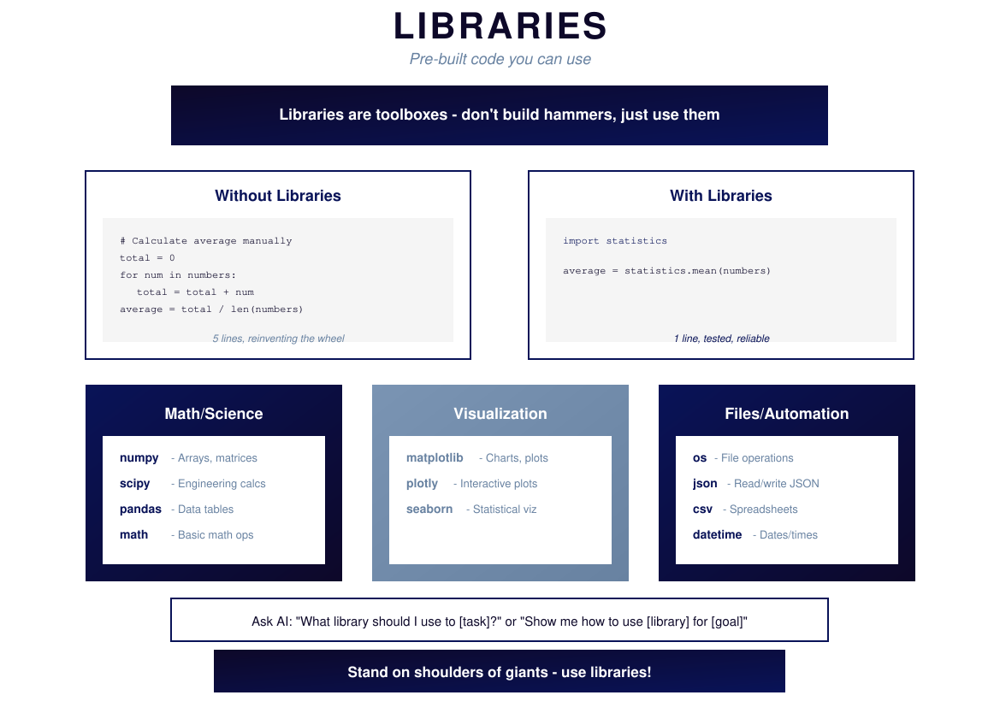 LIBRARIES
Pre-built code you can use
Libraries are toolboxes - don't build hammers, just use them
Without Libraries
# Calculate average manually
total = 0
for num in numbers:
total = total + num
average = total / len(numbers)
5 lines, reinventing the wheel
With Libraries
import statistics
average = statistics.mean(numbers)
1 line, tested, reliable
Math/Science
numpy - Arrays, matrices
scipy - Engineering calcs
pandas - Data tables
math - Basic math ops
Visualization
matplotlib - Charts, plots
plotly - Interactive plots
seaborn - Statistical viz
Files/Automation
os - File operations
json - Read/write JSON
csv - Spreadsheets
datetime - Dates/times
Ask AI: "What library should I use to [task]?" or "Show me how to use [library] for [goal]"
Stand on shoulders of giants - use libraries!